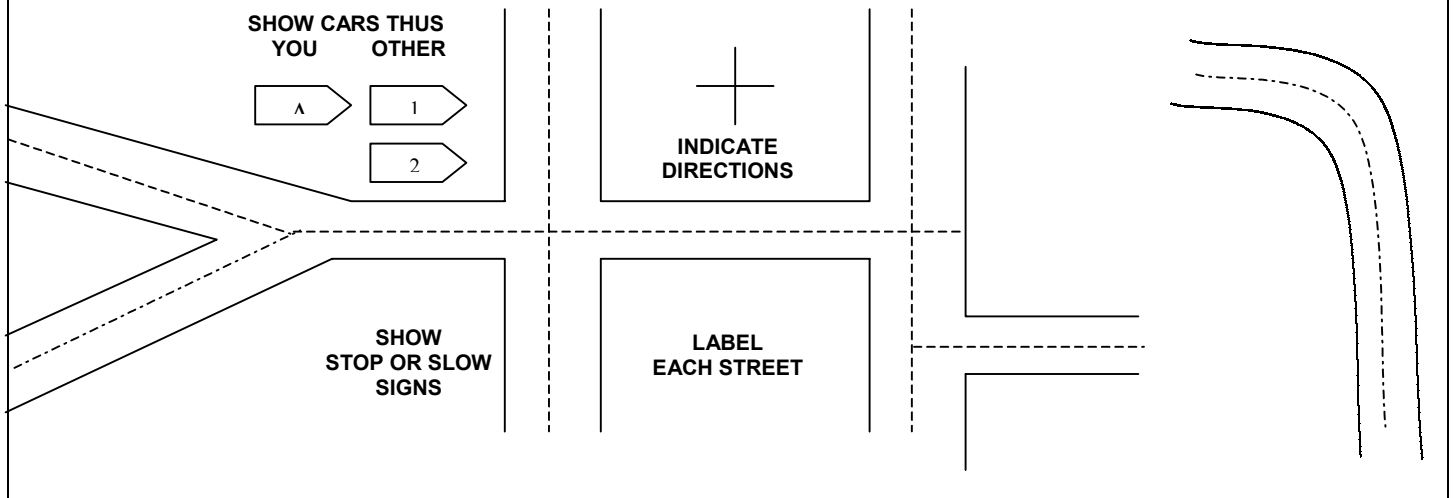 SHOW CARS THUS
YOU OTHER
A 1
2
INDICATE
DIRECTIONS
SHOW
STOP OR SLOW
SIGNS
LABEL
EACH STREET